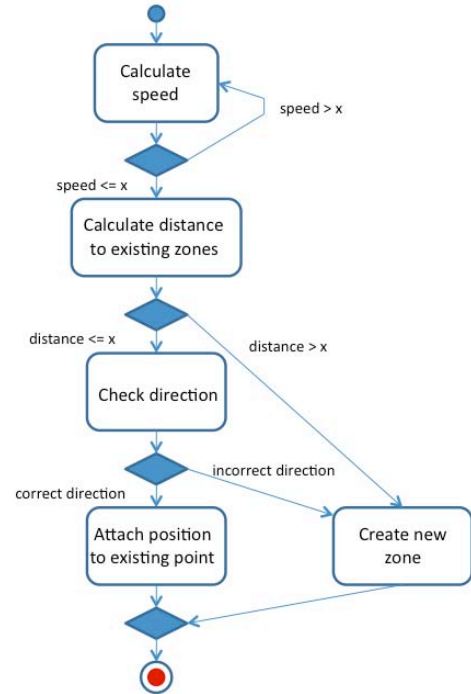 Calculate
speed
speed > x
speed <= x
Calculate distance
to existing zones
distance <= x
distance > x
Check direction
incorrect direction
correct direction
Attach position
to existing point
Create new
zone